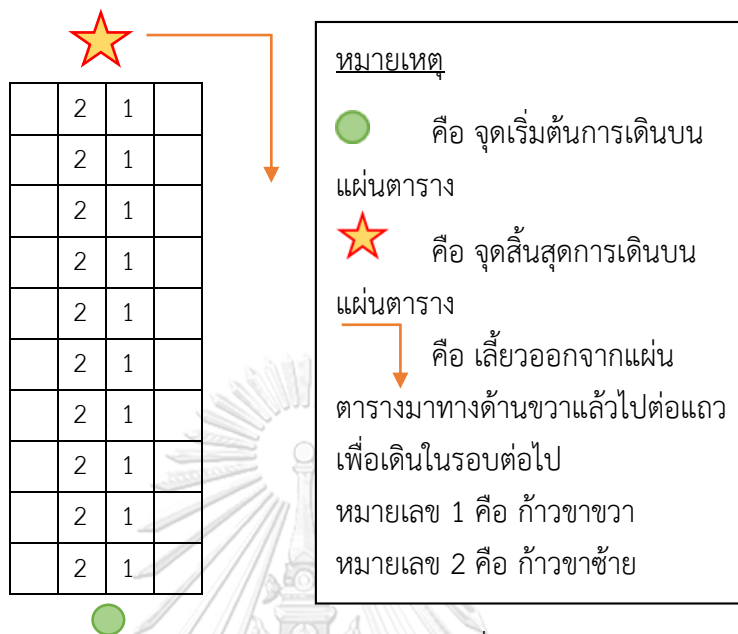 2 1
2 1
2 1
2 1
2 1
2 1
2 1
2 1
2 1
2 1
หมายเหตุ
คือ จุดเริ่มต้นการเดินบน
แผ่นตาราง
คือ จุดสิ้นสุดการเดินบน
แผ่นตาราง
คือ เลี้ยวออกจากแผ่น
ตารางมาทางด้านขวาแล้วไปต่อแถว
เพื่อเดินในรอบต่อไป
หมายเลข 1 คือ ก้าวขาขวา
หมายเลข 2 คือ ก้าวขาซ้าย